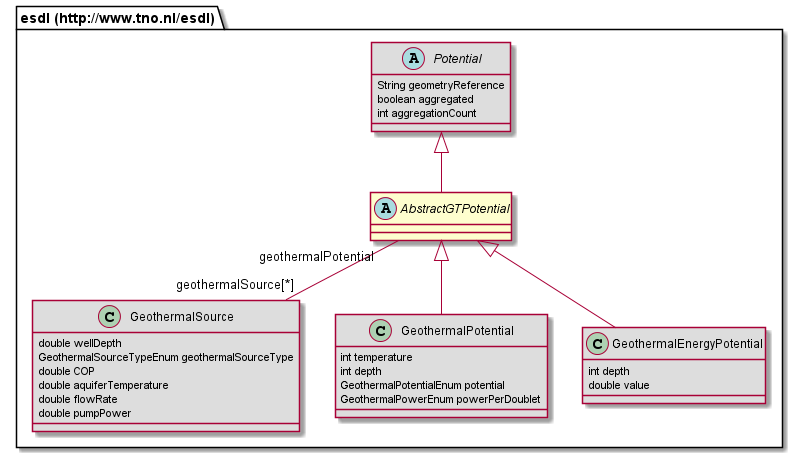 esdl (http://www.tno.nl/esdl)
A Potential
String geometryReference
boolean aggregated
int aggregationCount
A AbstractGTPotential
geothermalPotential
geothermalSource[*]
C GeothermalSource
double wellDepth
GeothermalSourceTypeEnum geothermalSourceType
double COP
double aquiferTemperature
double flowRate
double pumpPower
C GeothermalPotential
int temperature
int depth
GeothermalPotentialEnum potential
GeothermalPowerEnum powerPerDoublet
C GeothermalEnergyPotential
int depth
double value